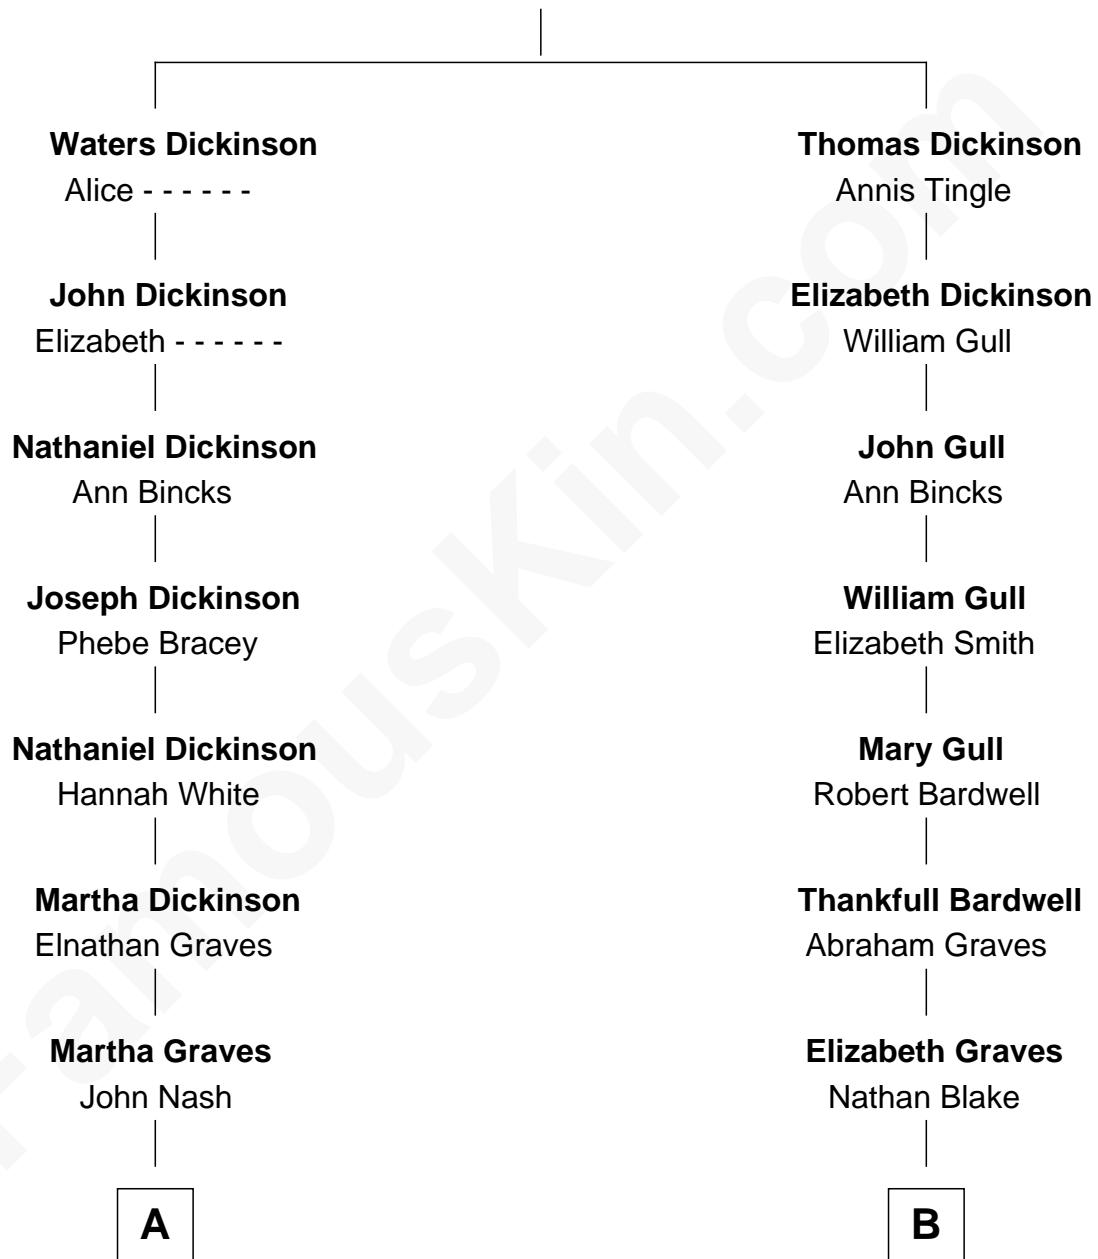 Waters Dickinson
Alice - - - - - -
Thomas Dickinson
Annis Tingle
John Dickinson
Elizabeth - - - - - -
Elizabeth Dickinson
William Gull
Nathaniel Dickinson
Ann Bincks
John Gull
Ann Bincks
Joseph Dickinson
Phebe Bracey
William Gull
Elizabeth Smith
Nathaniel Dickinson
Hannah White
Mary Gull
Robert Bardwell
Martha Dickinson
Elnathan Graves
Thankfull Bardwell
Abraham Graves
Martha Graves
John Nash
Elizabeth Graves
Nathan Blake
A
B
FamousKin.com